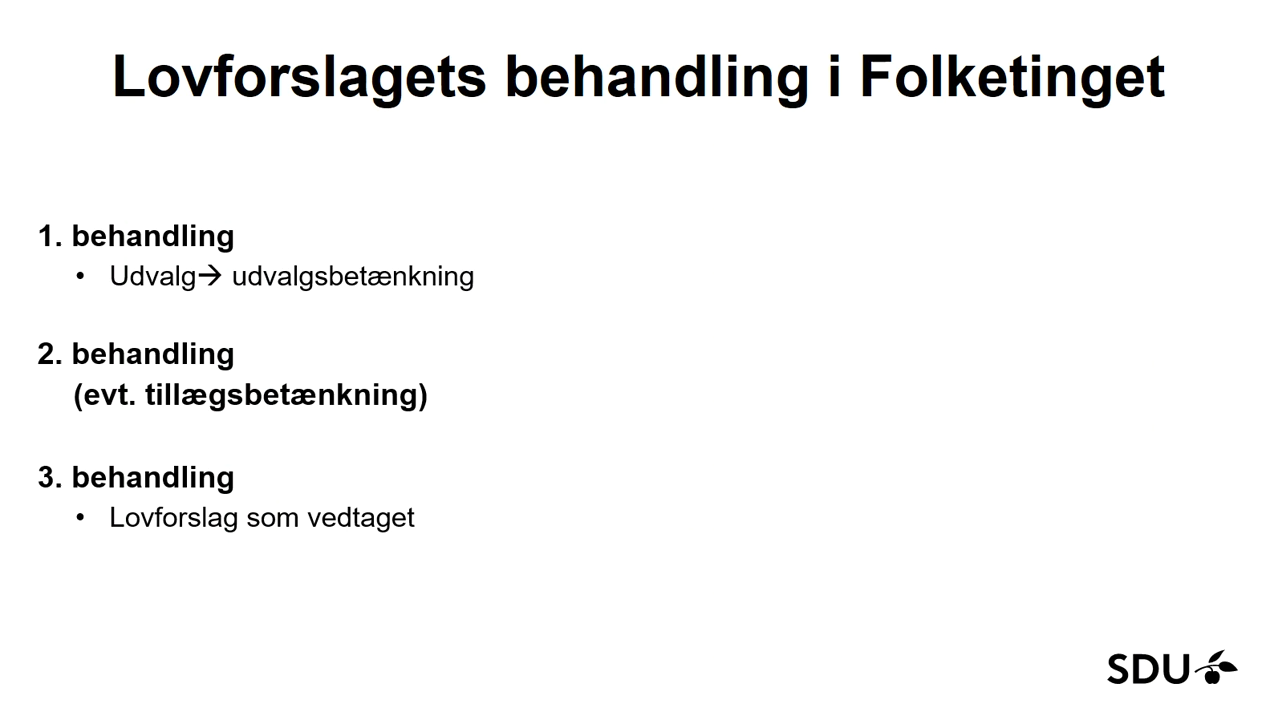 Lovforslagets behandling i Folketinget
1. behandling
• Udvalg→ udvalgsbetænkning
2. behandling
(evt. tillægsbetænkning)
3. behandling
• Lovforslag som vedtaget
SDU